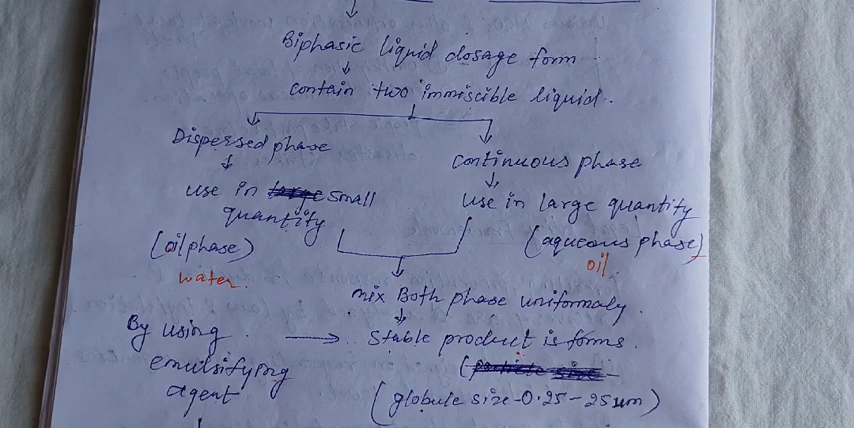 Biphasic liquid dosage form
contain two immiscible liquid.
Dispersed phase
continuous phase
use in small
quantity
use in large quantity
(oilphase)
(aqueous phase)
water.
oil.
mix Both phase uniformaly.
By using
Stable product is forms.
emulsifying
agent
(globule size-0.25-25um)